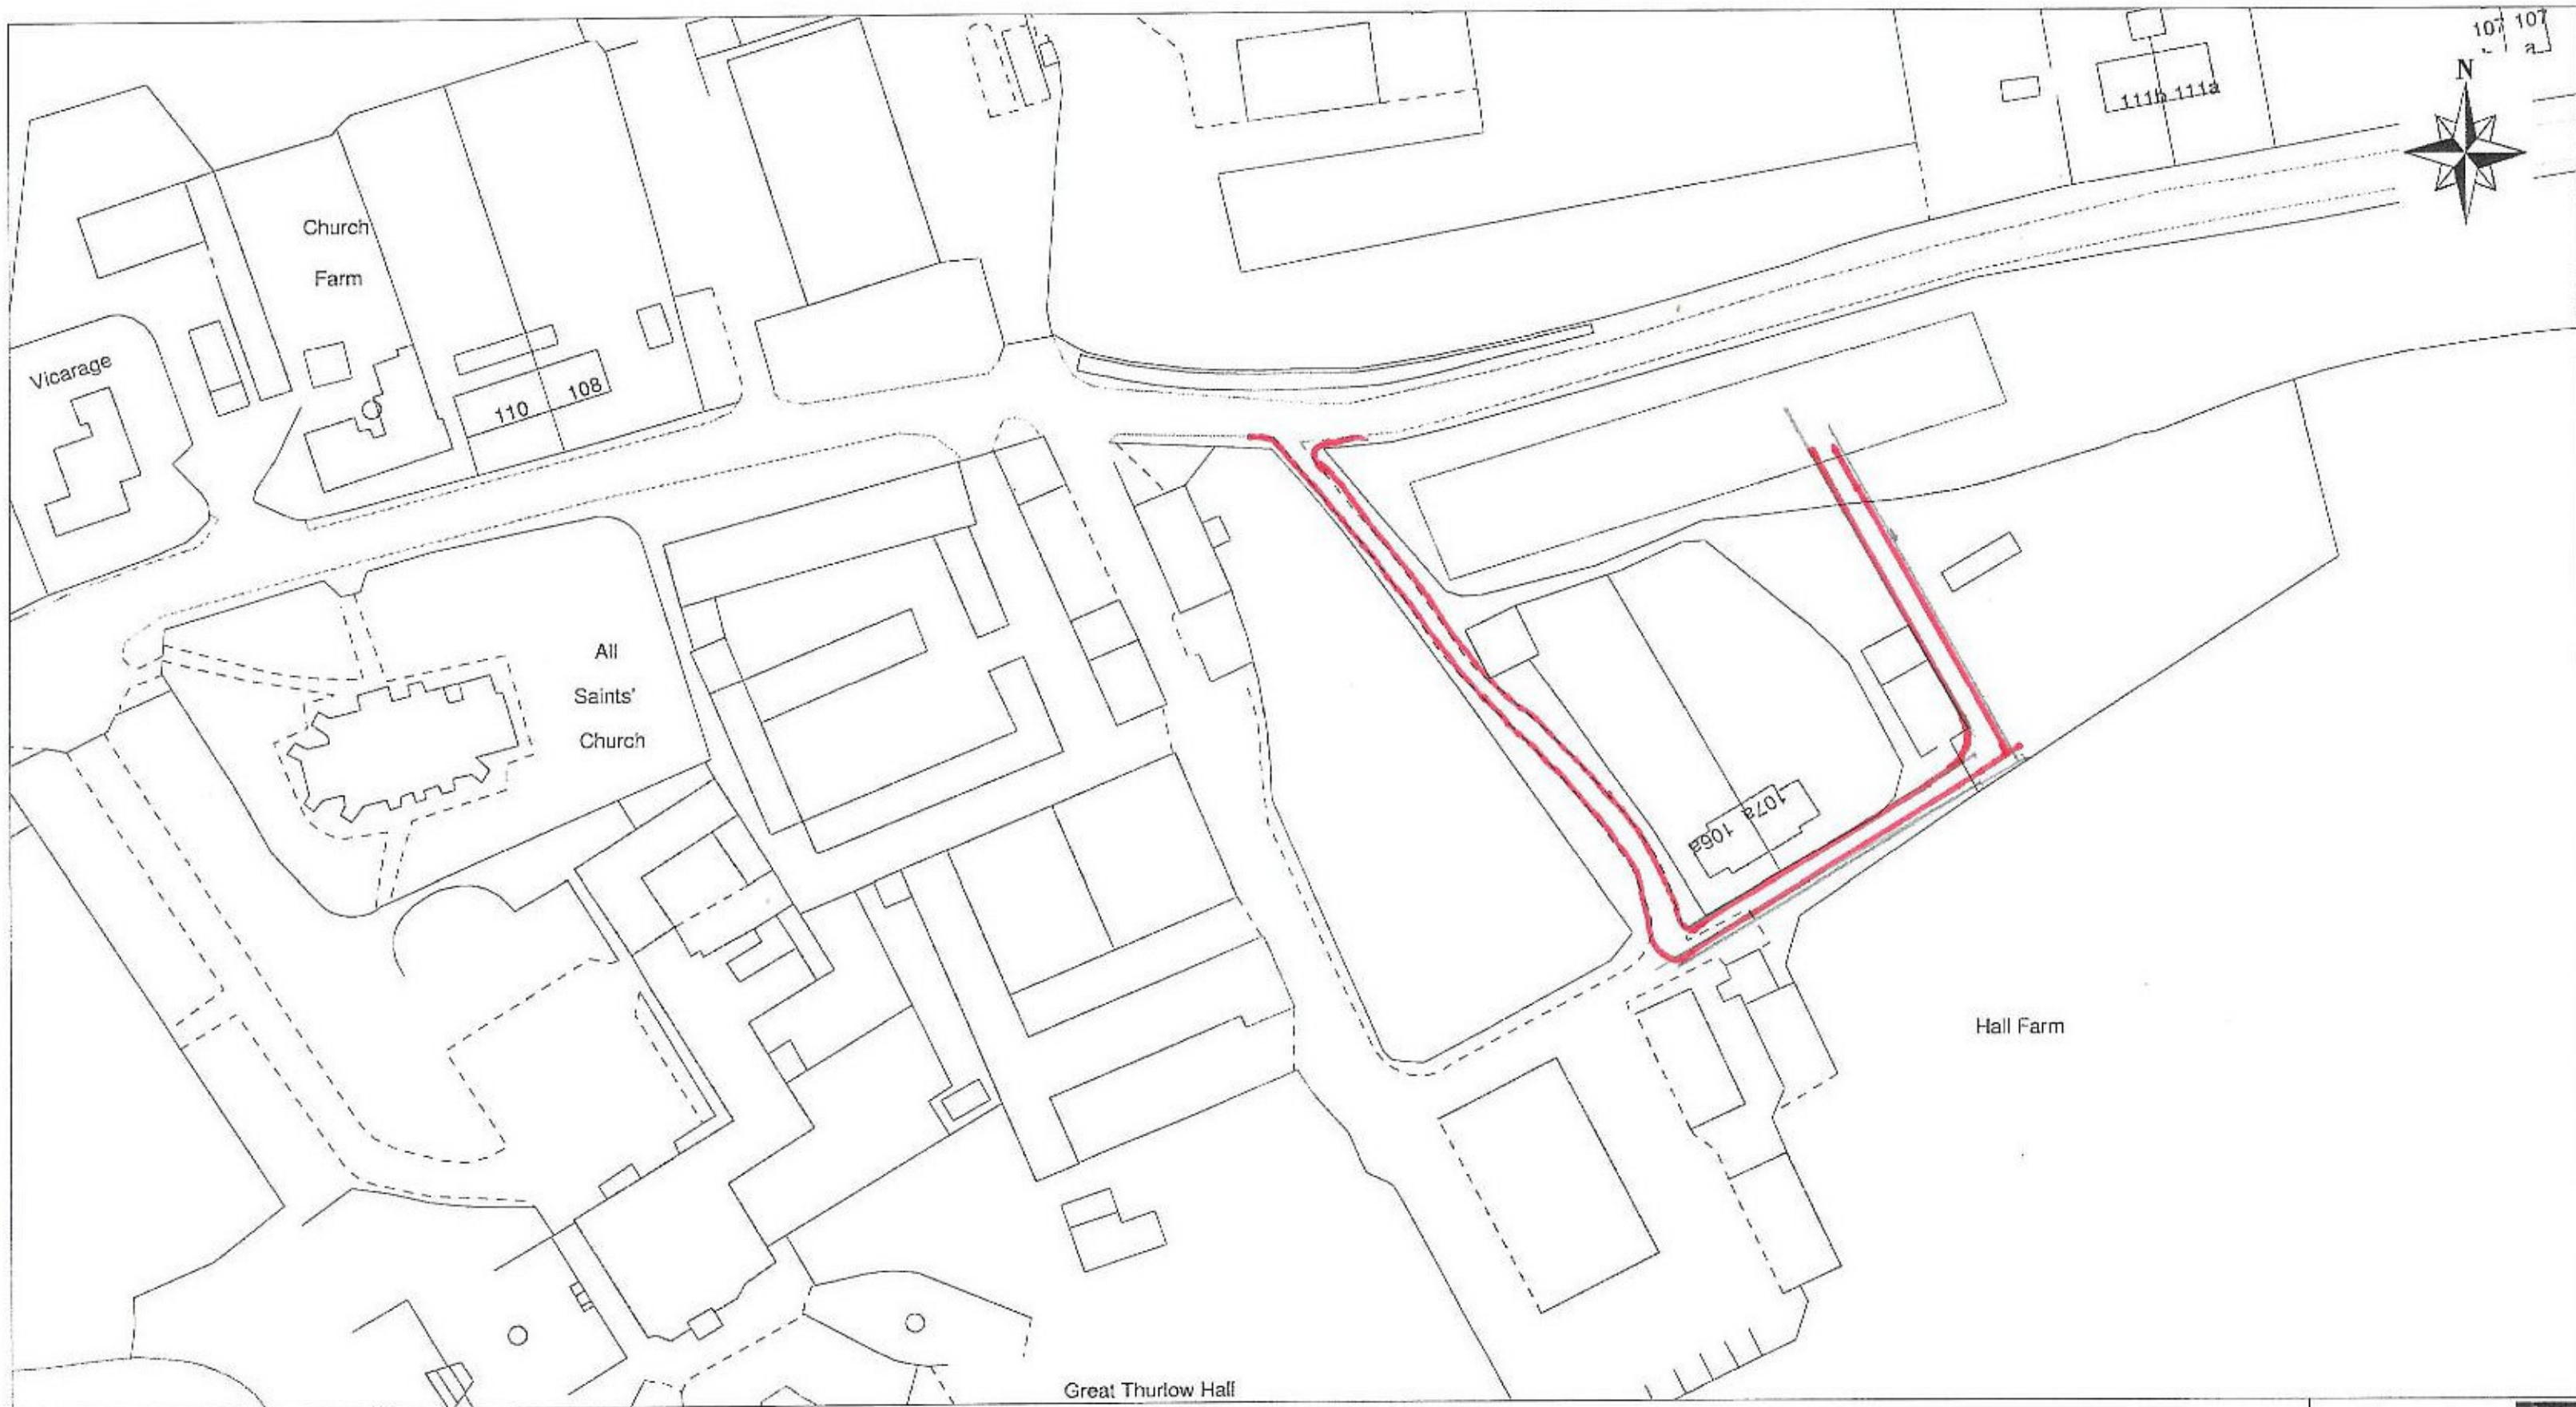 107 107
a
N
111b 111a
Church
Farm
Vicarage
110 108
All
Saints'
Church
106a 107a
Hall Farm
Great Thurlow Hall